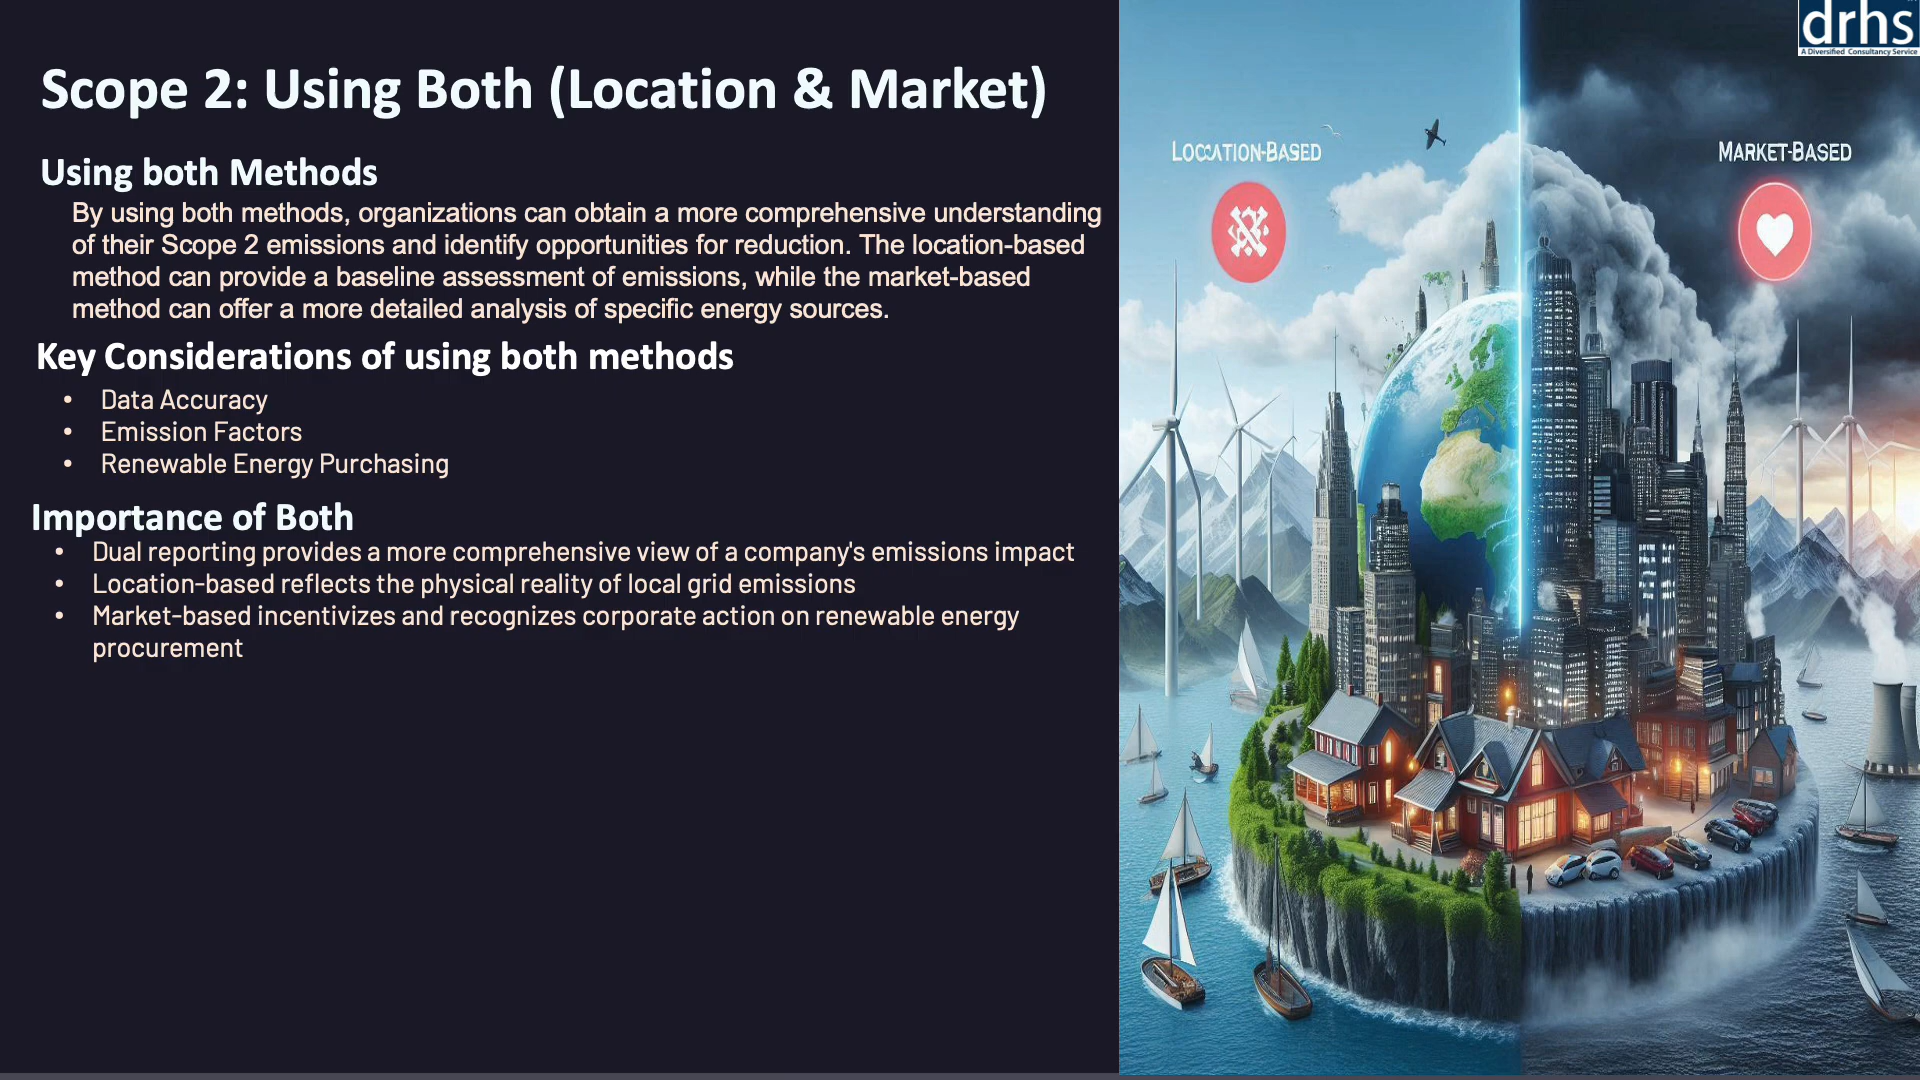 drhs
A Diversified Consultancy Service
Scope 2: Using Both (Location & Market)
Using both Methods
By using both methods, organizations can obtain a more comprehensive understanding
of their Scope 2 emissions and identify opportunities for reduction. The location-based
method can provide a baseline assessment of emissions, while the market-based
method can offer a more detailed analysis of specific energy sources.
Key Considerations of using both methods
• Data Accuracy
• Emission Factors
• Renewable Energy Purchasing
Importance of Both
• Dual reporting provides a more comprehensive view of a company's emissions impact
• Location-based reflects the physical reality of local grid emissions
• Market-based incentivizes and recognizes corporate action on renewable energy
procurement
LOCATION-BASED
MARKET-BASED